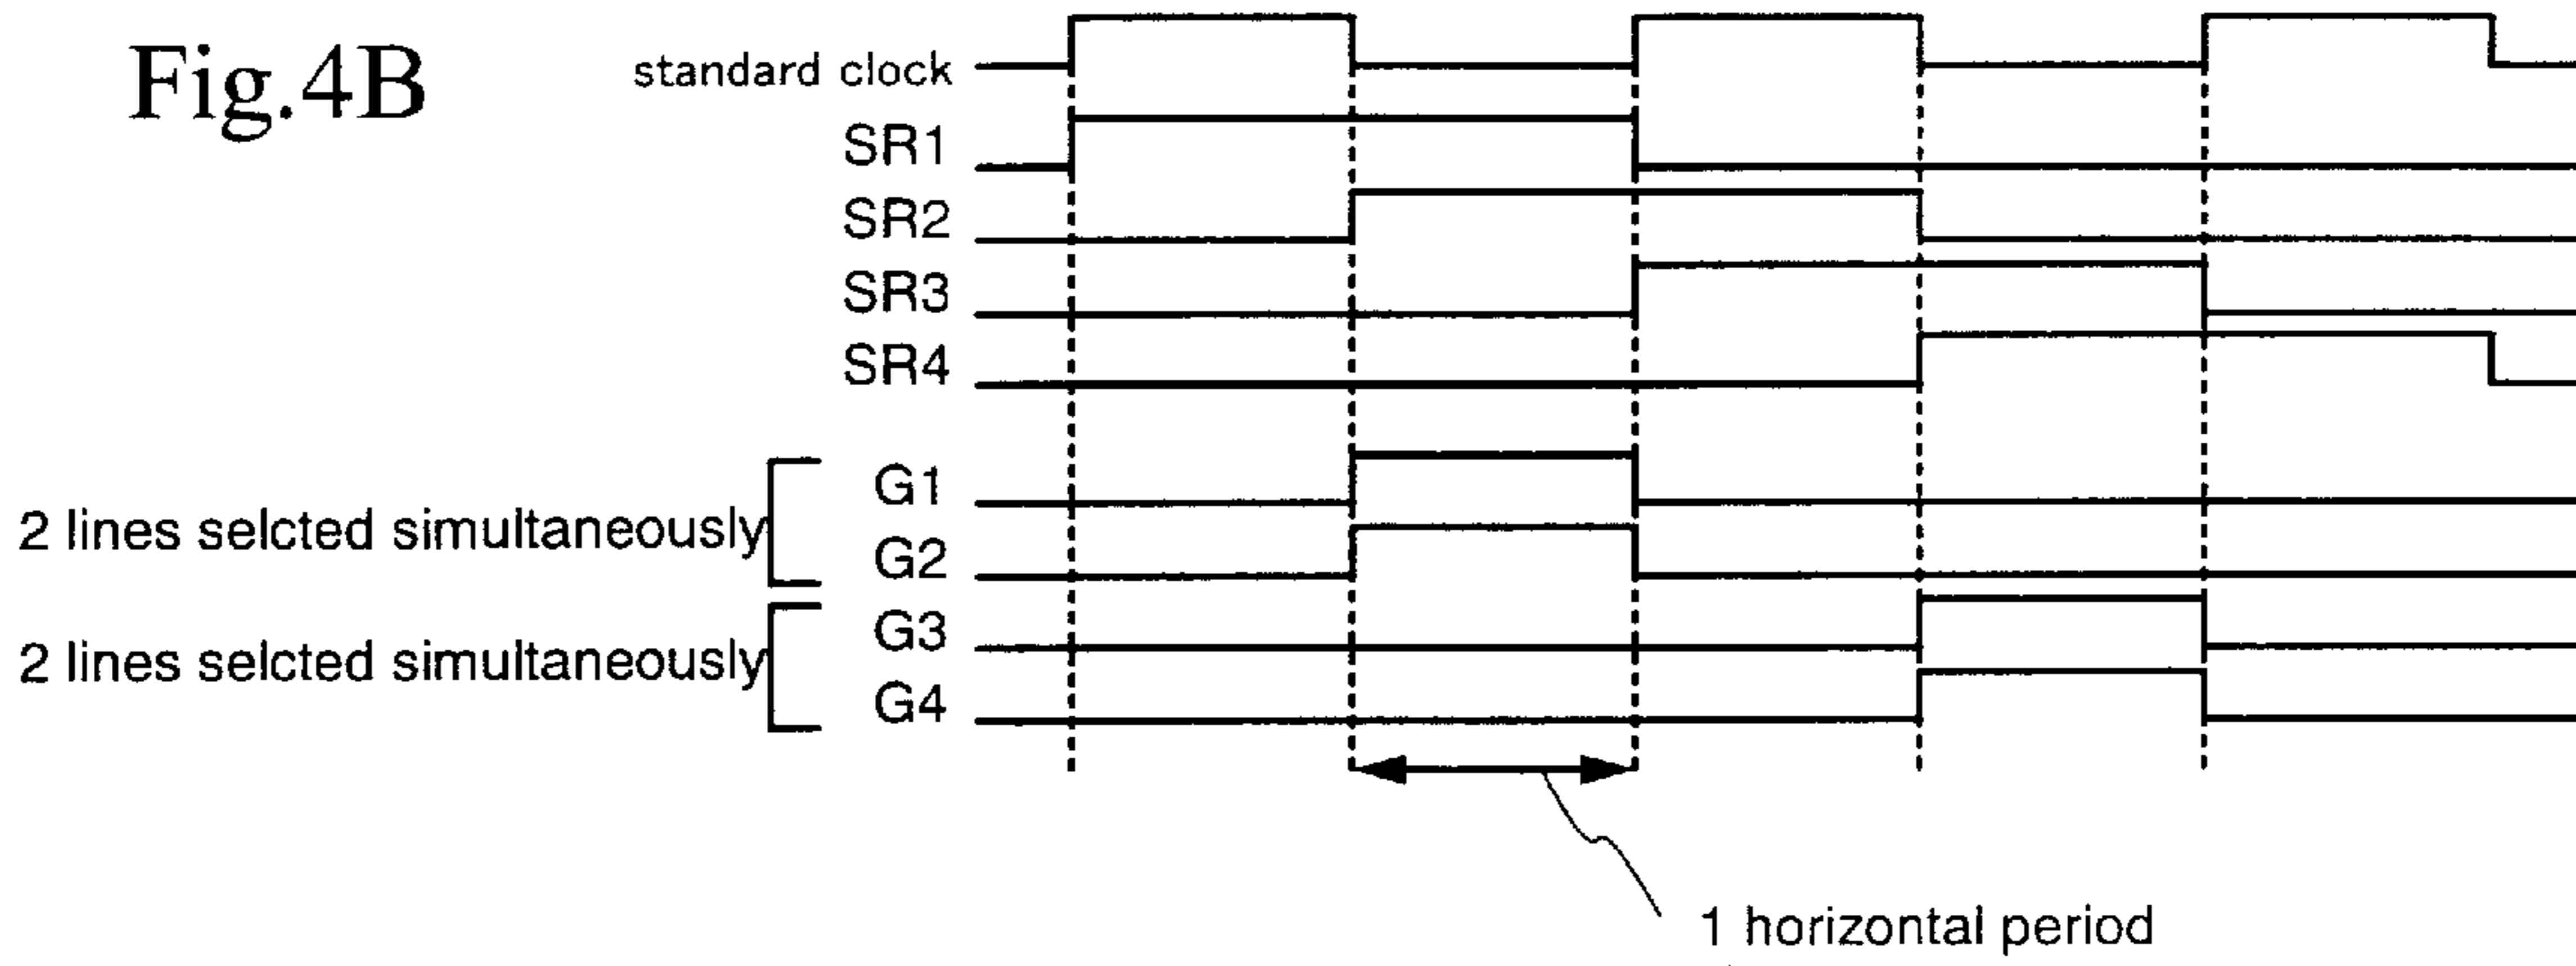 Fig.4B
standard clock
SR1
SR2
SR3
SR4
G1
2 lines selcted simultaneously
G2
G3
2 lines selcted simultaneously
G4
1 horizontal period